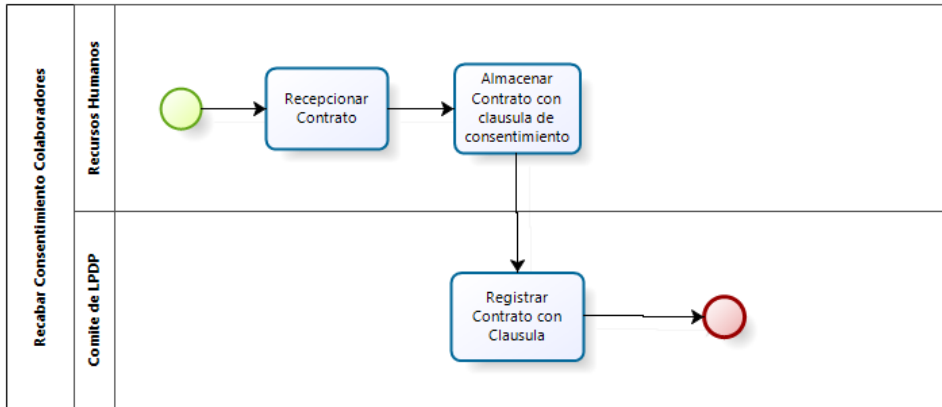 Recabar Consentimiento Colaboradores
Recursos Humanos
Recepcionar
Contrato
Almacenar
Contrato con
clausula de
consentimiento
Comite de LPDP
Registrar
Contrato con
Clausula